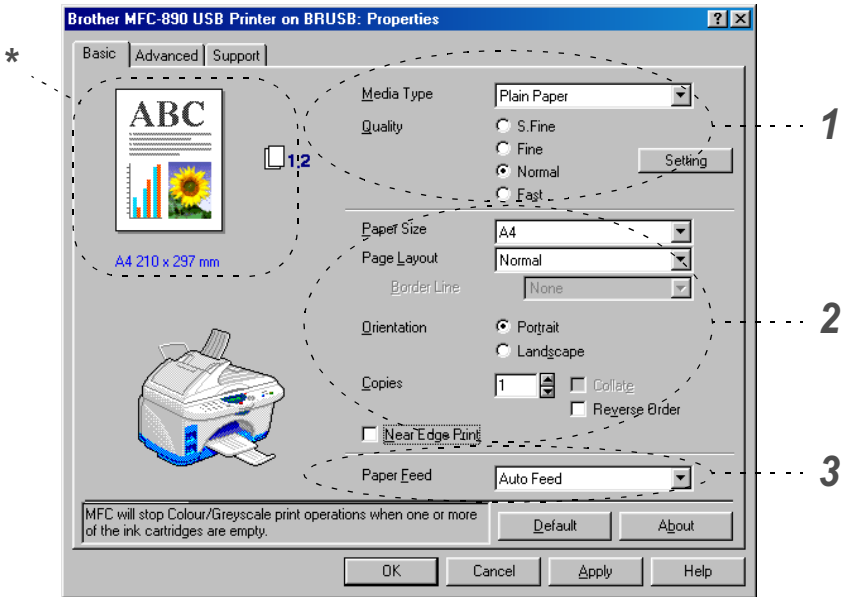 Brother MFC-890 USB Printer on BRUSB: Properties
Basic Advanced Support
*
ABC
1 2
A4 210 x 297 mm
Media Type Plain Paper
Quality S.Fine
Fine
Normal
Fast
Setting
1
Paper Size A4
Page Layout Normal
Border Line None
Orientation Portrait
Landscape
2
Copies 1 Collate
Reverse Order
Near Edge Print
Paper Feed Auto Feed
3
MFC will stop Colour/Greyscale print operations when one or more
of the ink cartridges are empty.
Default About
OK Cancel Apply Help